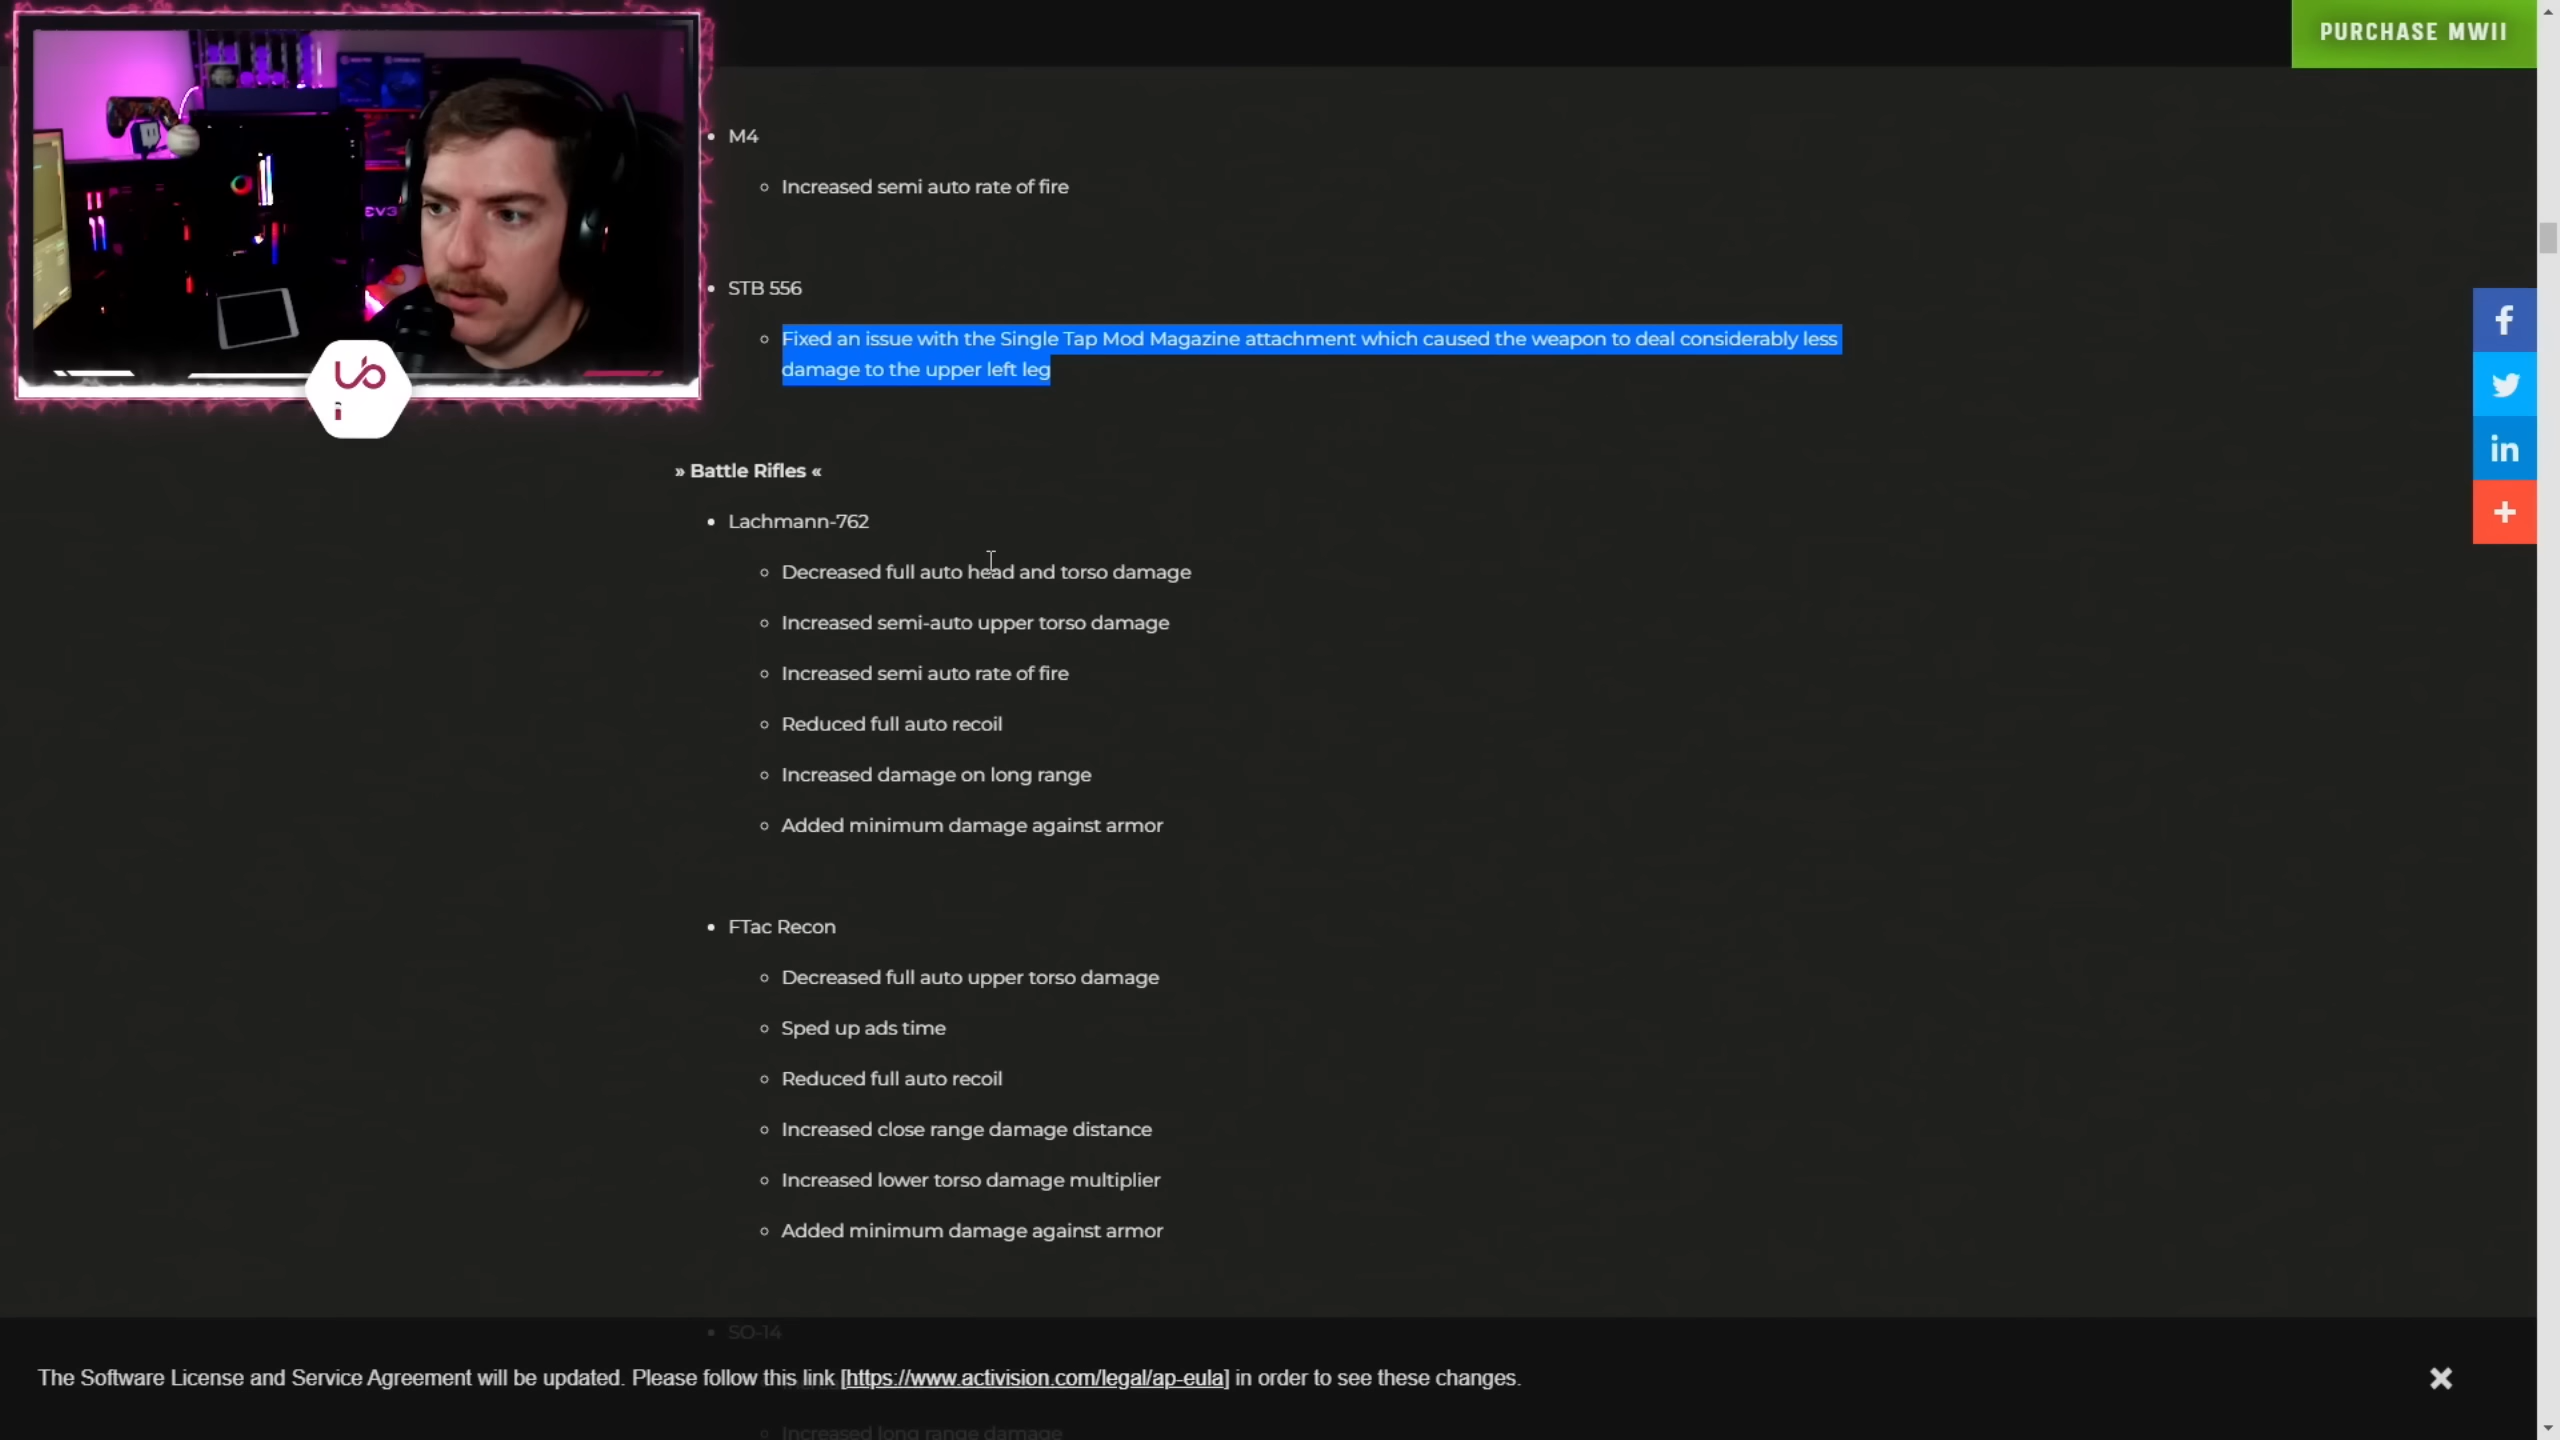 PURCHASE MWII
M4
Increased semi auto rate of fire
EV3
STB 556
Fixed an issue with the Single Tap Mod Magazine attachment which caused the weapon to deal considerably less
damage to the upper left leg
» Battle Rifles «
Lachmann-762
Decreased full auto head and torso damage
Increased semi-auto upper torso damage
Increased semi auto rate of fire
Reduced full auto recoil
Increased damage on long range
Added minimum damage against armor
FTac Recon
Decreased full auto upper torso damage
Sped up ads time
Reduced full auto recoil
Increased close range damage distance
Increased lower torso damage multiplier
Added minimum damage against armor
SO-14
The Software License and Service Agreement will be updated. Please follow this link [https://www.activision.com/legal/ap-eula] in order to see these changes.
Increased long range damage